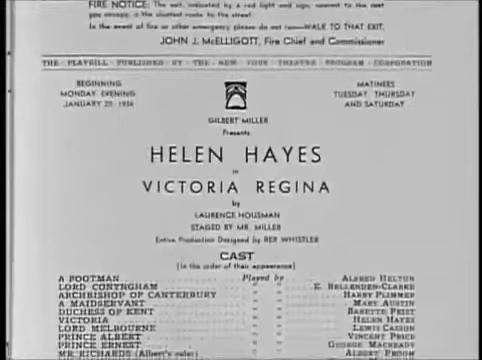 FIRE NOTICE: The exit, indicated by a red light and sign, nearest to the seat
you occupy, is the shortest route to the street.
In the event of fire or other emergency please do not run—WALK TO THAT EXIT.
JOHN J. McELLIGOTT, Fire Chief and Commissioner
THE · PLAYBILL · PUBLISHED · BY · THE · NEW · YORK · THEATRE · PROGRAM · CORPORATION
BEGINNING
MONDAY EVENING
JANUARY 20, 1936
MATINEES
TUESDAY THURSDAY
AND SATURDAY
GILBERT MILLER
Presents
HELEN HAYES
in
VICTORIA REGINA
by
LAURENCE HOUSMAN
STAGED BY MR. MILLER
Entire Production Designed by REX WHISTLER
CAST
(In the order of their appearance)
Played by
A FOOTMAN ALFRED HELTON
LORD CONYNGHAM " " E. BELLENDEN-CLARKE
ARCHBISHOP OF CANTERBURY " " HARRY PLIMMER
A MAIDSERVANT " " MARY AUSTIN
DUCHESS OF KENT " " BABETTE FEIST
VICTORIA " " HELEN HAYES
LORD MELBOURNE " " LEWIS CASSON
PRINCE ALBERT " " VINCENT PRICE
PRINCE ERNEST " " GEORGE MACREADY
MR. RICHARDS (Albert's valet) " " ALBERT FROOM